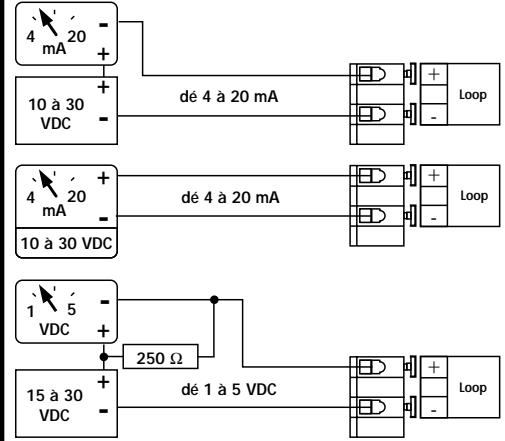 4 20
mA
-
+
+
10 à 30
VDC
-
dé 4 à 20 mA
+
-
Loop
4 20
mA
+
-
10 à 30 VDC
dé 4 à 20 mA
+
-
Loop
1 5
VDC
-
+
250 Ω
+
15 à 30
VDC
-
dé 1 à 5 VDC
+
-
Loop